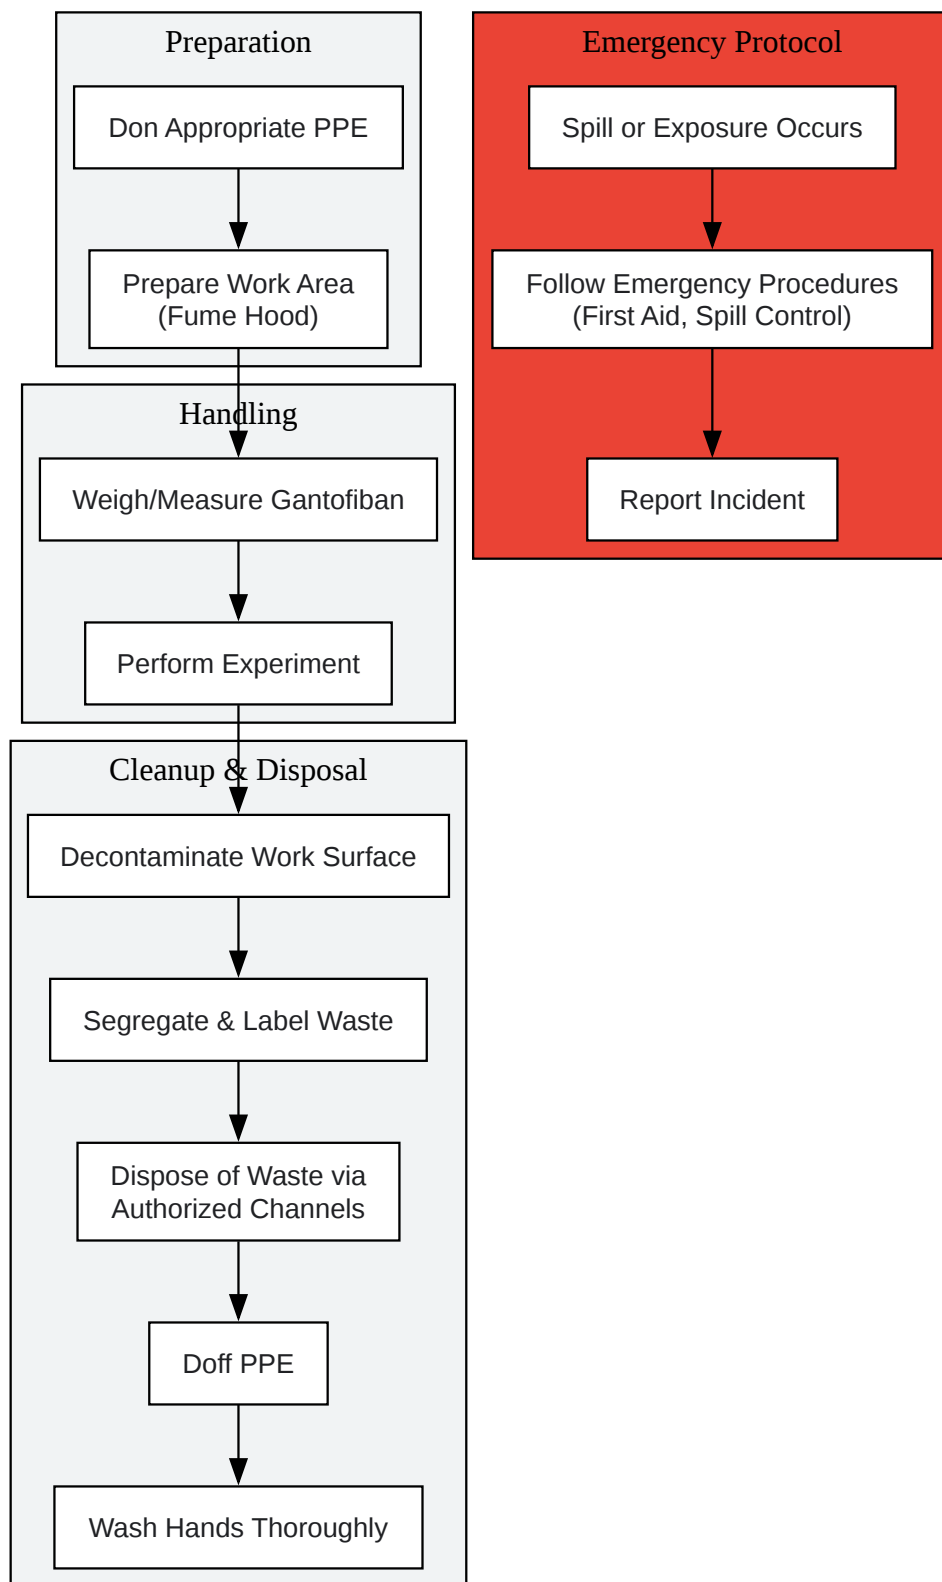 Preparation
Don Appropriate PPE
Prepare Work Area
(Fume Hood)
Handling
Weigh/Measure Gantofiban
Perform Experiment
Cleanup & Disposal
Decontaminate Work Surface
Segregate & Label Waste
Dispose of Waste via
Authorized Channels
Doff PPE
Wash Hands Thoroughly
Emergency Protocol
Spill or Exposure Occurs
Follow Emergency Procedures
(First Aid, Spill Control)
Report Incident